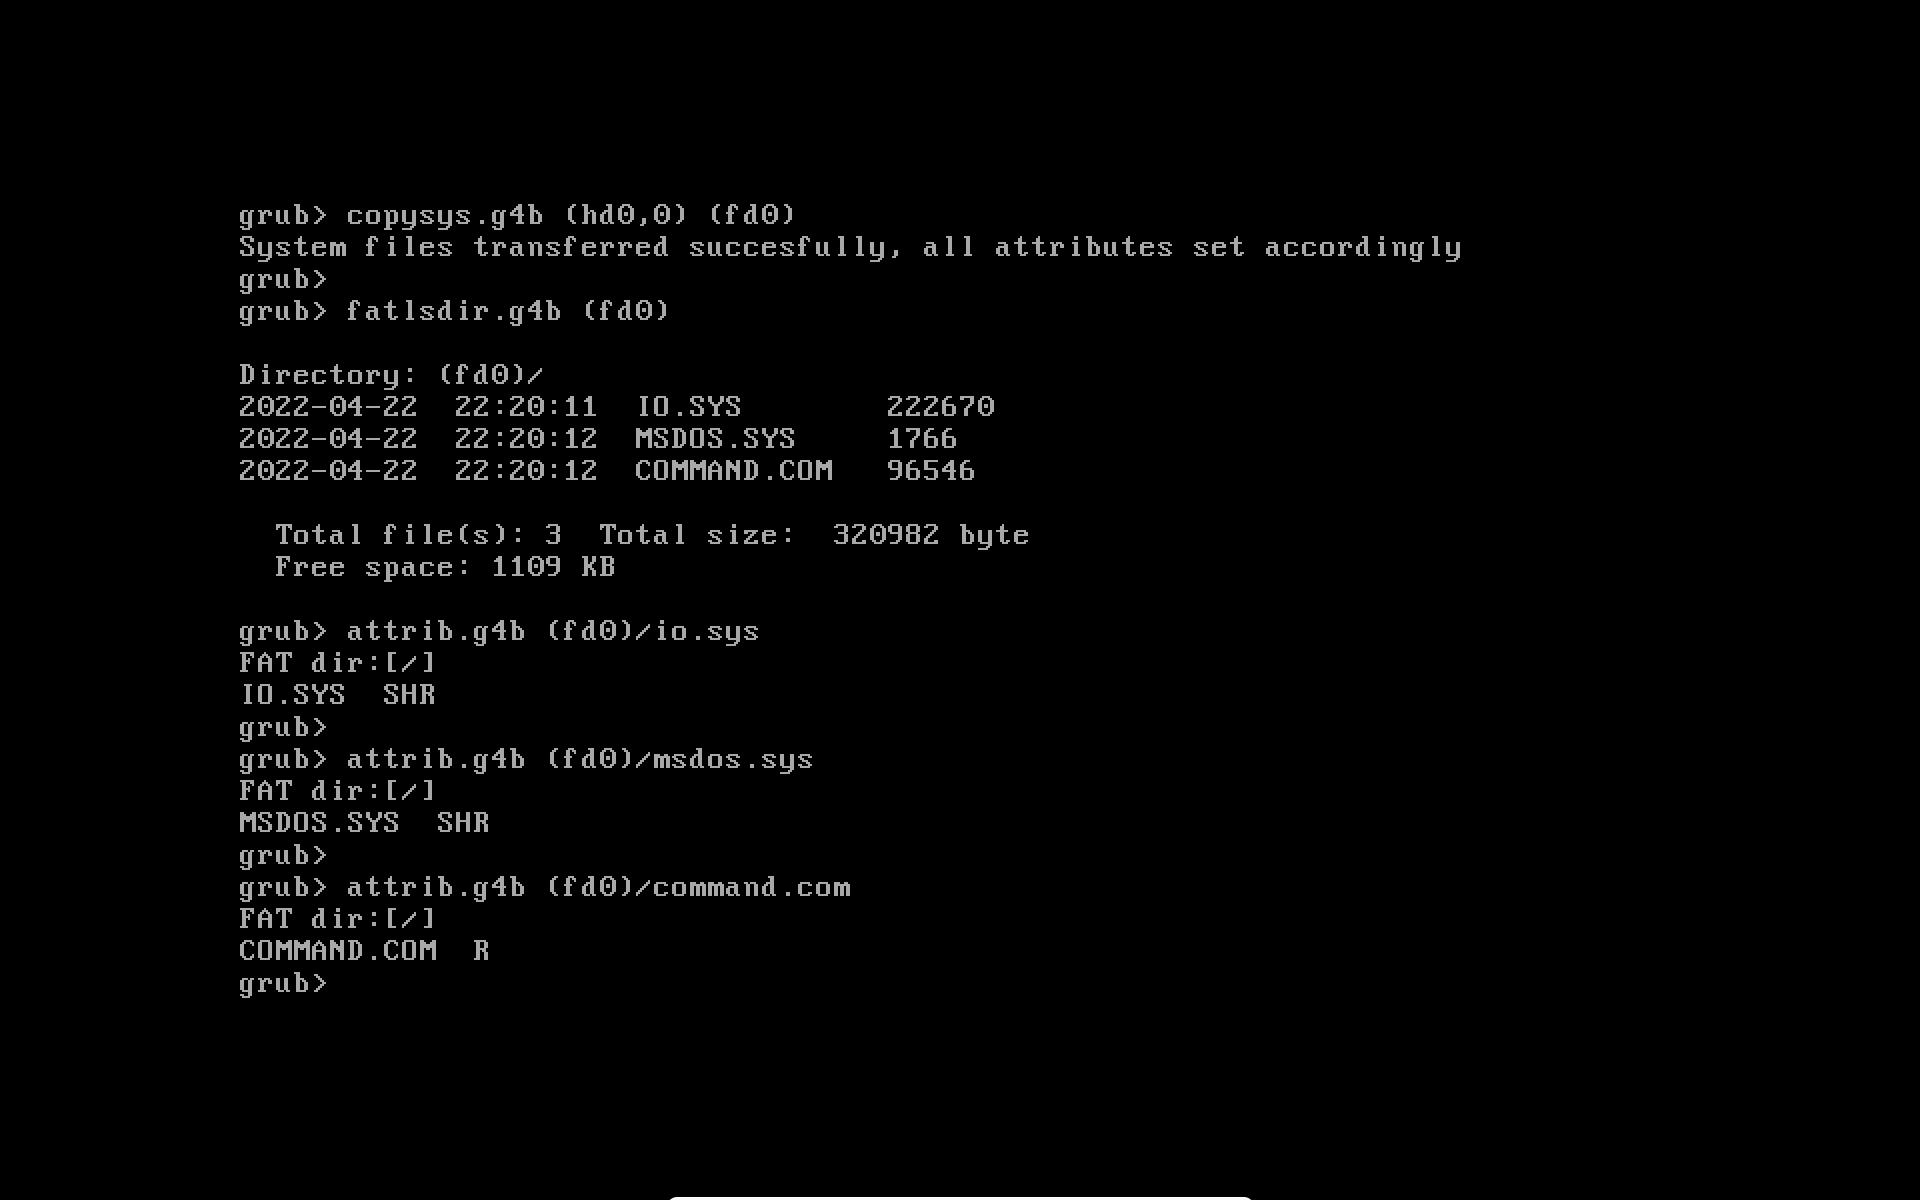 grub> copysys.g4b (hd0,0) (fd0)
System files transferred succesfully, all attributes set accordingly
grub>
grub> fatlsdir.g4b (fd0)
Directory: (fd0)/
2022-04-22  22:20:11  IO.SYS        222670
2022-04-22  22:20:12  MSDOS.SYS     1766
2022-04-22  22:20:12  COMMAND.COM   96546
  Total file(s): 3  Total size:  320982 byte
  Free space: 1109 KB
grub> attrib.g4b (fd0)/io.sys
FAT dir:[/]
IO.SYS  SHR
grub>
grub> attrib.g4b (fd0)/msdos.sys
FAT dir:[/]
MSDOS.SYS  SHR
grub>
grub> attrib.g4b (fd0)/command.com
FAT dir:[/]
COMMAND.COM  R
grub>